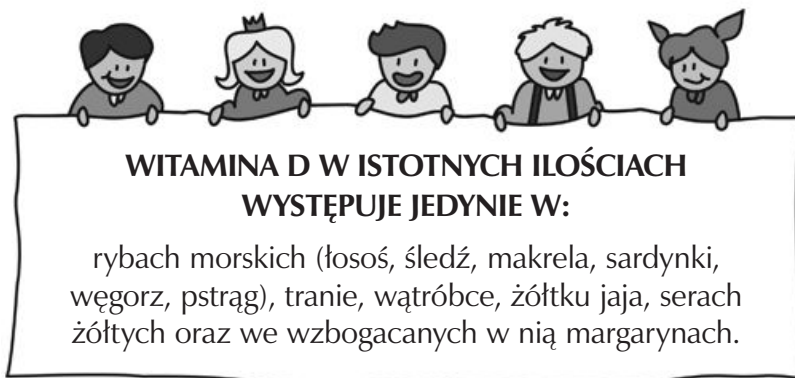 WITAMINA D W ISTOTNYCH ILOŚCIACH
WYSTĘPUJE JEDYNIE W:
rybach morskich (łosoś, śledź, makrela, sardynki,
węgorz, pstrąg), tranie, wątróbce, żółtku jaja, serach
żółtych oraz we wzbogacanych w nią margarynach.